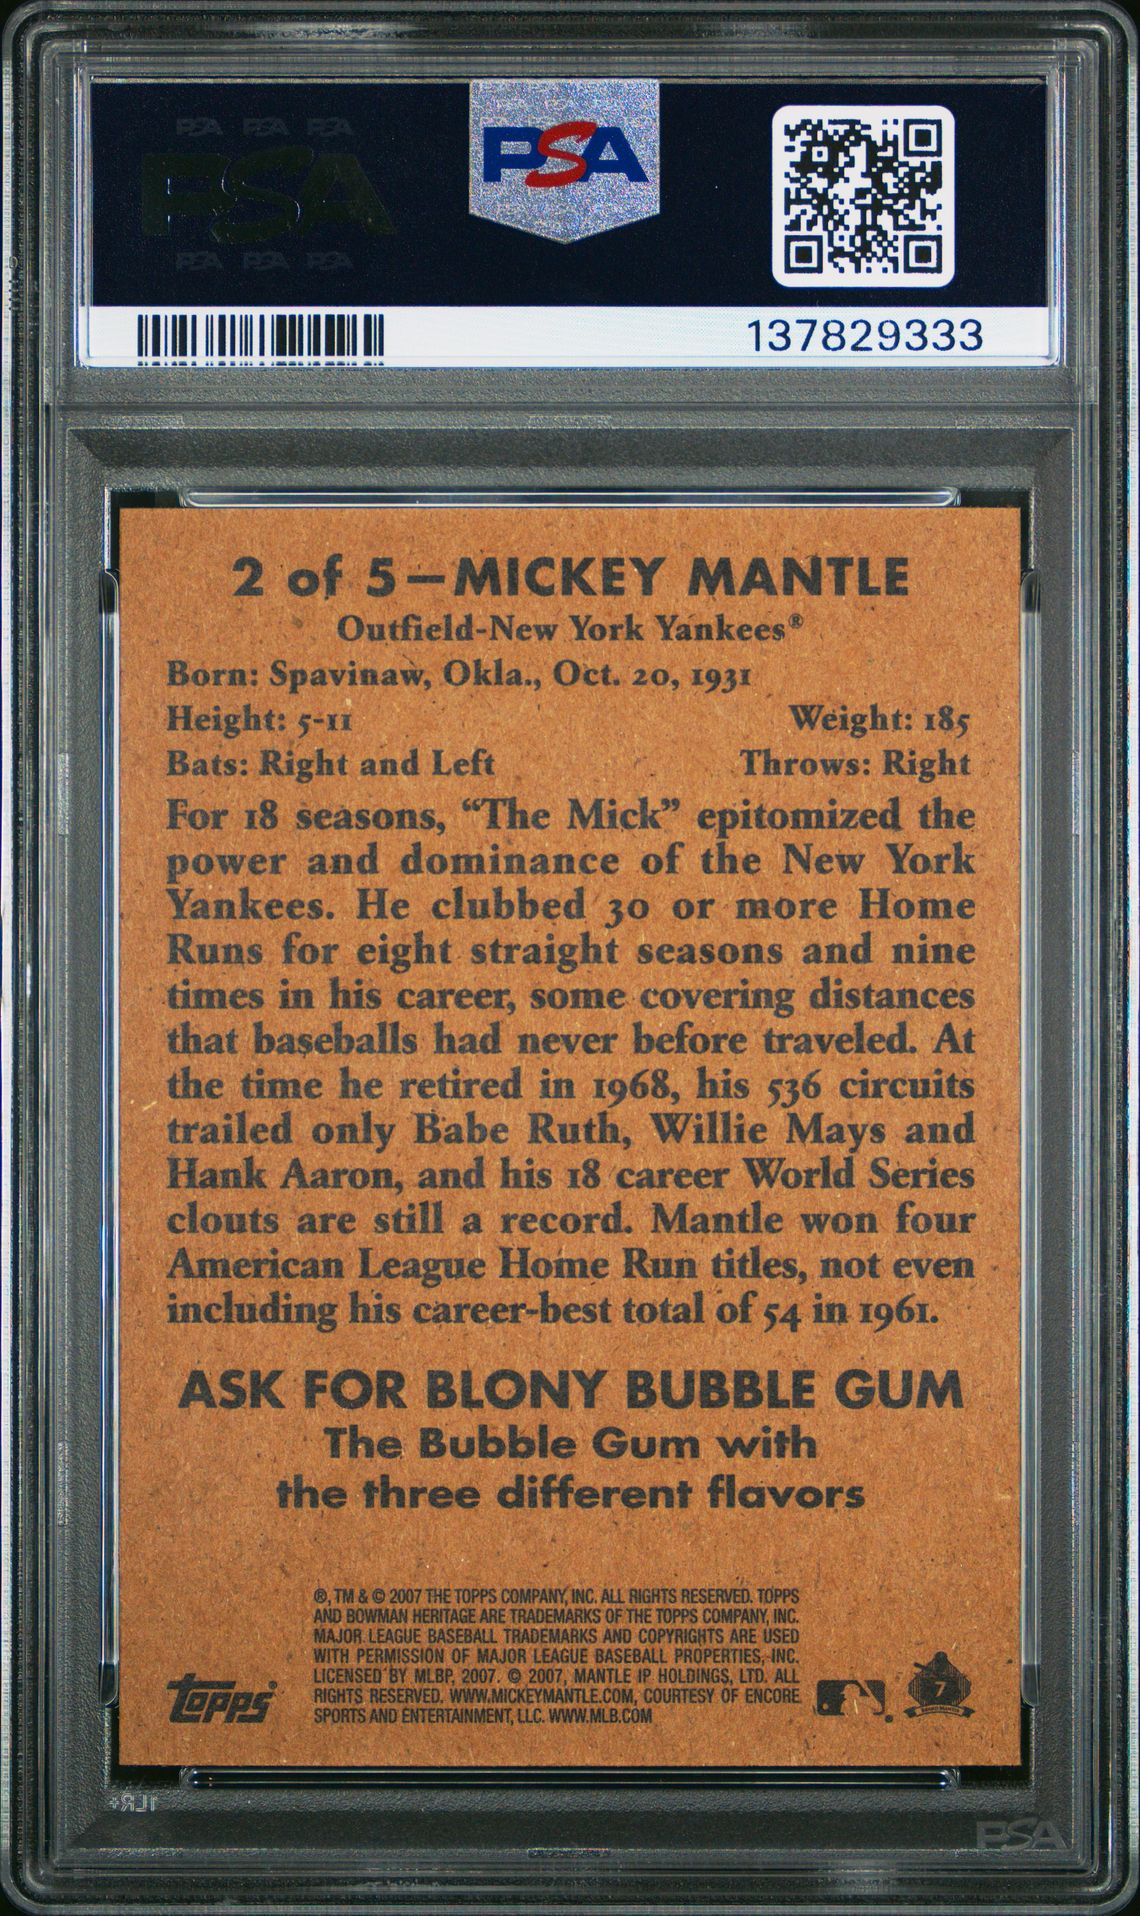 PSA PSA PSA
PSA
PSA PSA PSA
PSA
137829333
2 of 5—MICKEY MANTLE
Outfield-New York Yankees®
Born: Spavinaw, Okla., Oct. 20, 1931
Height: 5-11 Weight: 185
Bats: Right and Left Throws: Right
For 18 seasons, “The Mick” epitomized the
power and dominance of the New York
Yankees. He clubbed 30 or more Home
Runs for eight straight seasons and nine
times in his career, some covering distances
that baseballs had never before traveled. At
the time he retired in 1968, his 536 circuits
trailed only Babe Ruth, Willie Mays and
Hank Aaron, and his 18 career World Series
clouts are still a record. Mantle won four
American League Home Run titles, not even
including his career-best total of 54 in 1961.
ASK FOR BLONY BUBBLE GUM
The Bubble Gum with
the three different flavors
®, TM & © 2007 THE TOPPS COMPANY, INC. ALL RIGHTS RESERVED. TOPPS
AND BOWMAN HERITAGE ARE TRADEMARKS OF THE TOPPS COMPANY, INC.
MAJOR LEAGUE BASEBALL TRADEMARKS AND COPYRIGHTS ARE USED
WITH PERMISSION OF MAJOR LEAGUE BASEBALL PROPERTIES, INC.
LICENSED BY MLBP, 2007. © 2007, MANTLE IP HOLDINGS, LTD. ALL
RIGHTS RESERVED. WWW.MICKEYMANTLE.COM, COURTESY OF ENCORE
SPORTS AND ENTERTAINMENT, LLC. WWW.MLB.COM
topps
7
1LR+
PSA